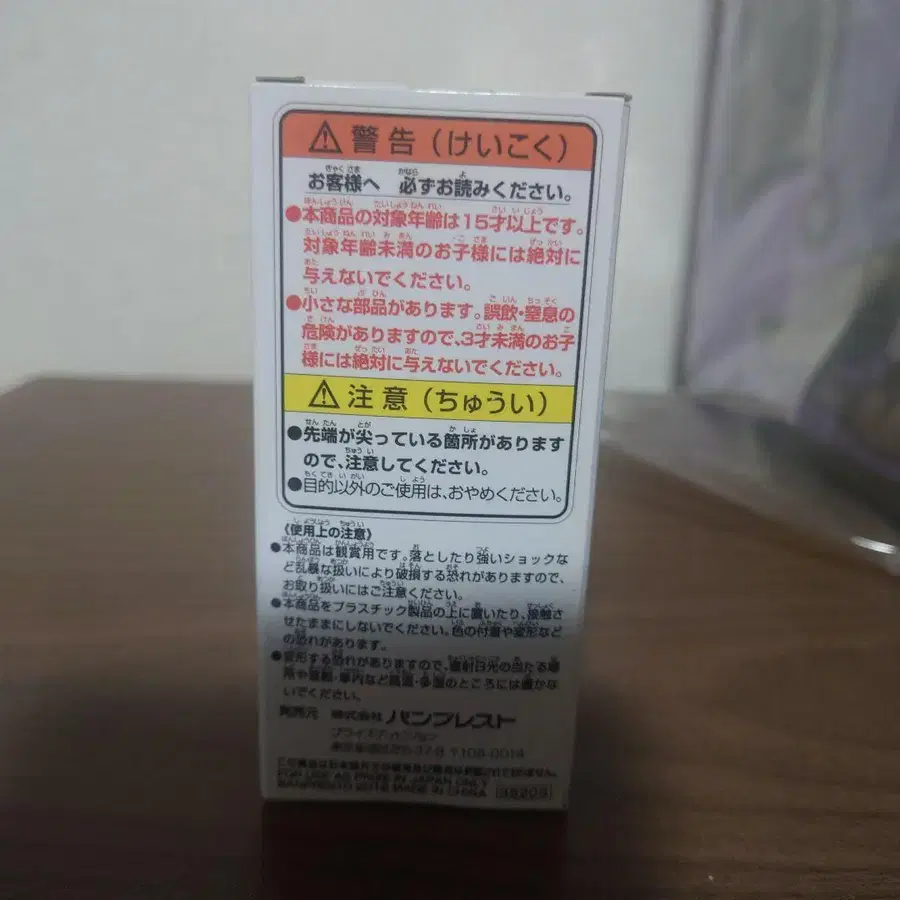 ⚠警告(けいこく)
お客様へ 必ずお読みください。
●本商品の対象年齢は15才以上です。
対象年齢未満のお子様には絶対に
与えないでください。
●小さな部品があります。誤飲・窒息の
危険がありますので、3才未満のお子
様には絶対に与えないでください。
⚠注意(ちゅうい)
●先端が尖っている箇所があります
ので、注意してください。
●目的以外のご使用は、おやめください。
〈使用上の注意〉
●本商品は観賞用です。落としたり強いショックな
ど乱暴な扱いにより破損する恐れがありますので、
お取り扱いにはご注意ください。
●本商品をプラスチック製品の上に置いたり、接触さ
せたままにしないでください。色の付着や変形など
の恐れがあります。
●変形する恐れがありますので、直射日光の当たる場
所や暖房・車内など高温・多湿のところには置かな
いでください。
発売元 株式会社 バンプレスト
FOR USE AS PRIZE IN JAPAN ONLY
BANPRESTO 2018 MADE IN CHINA